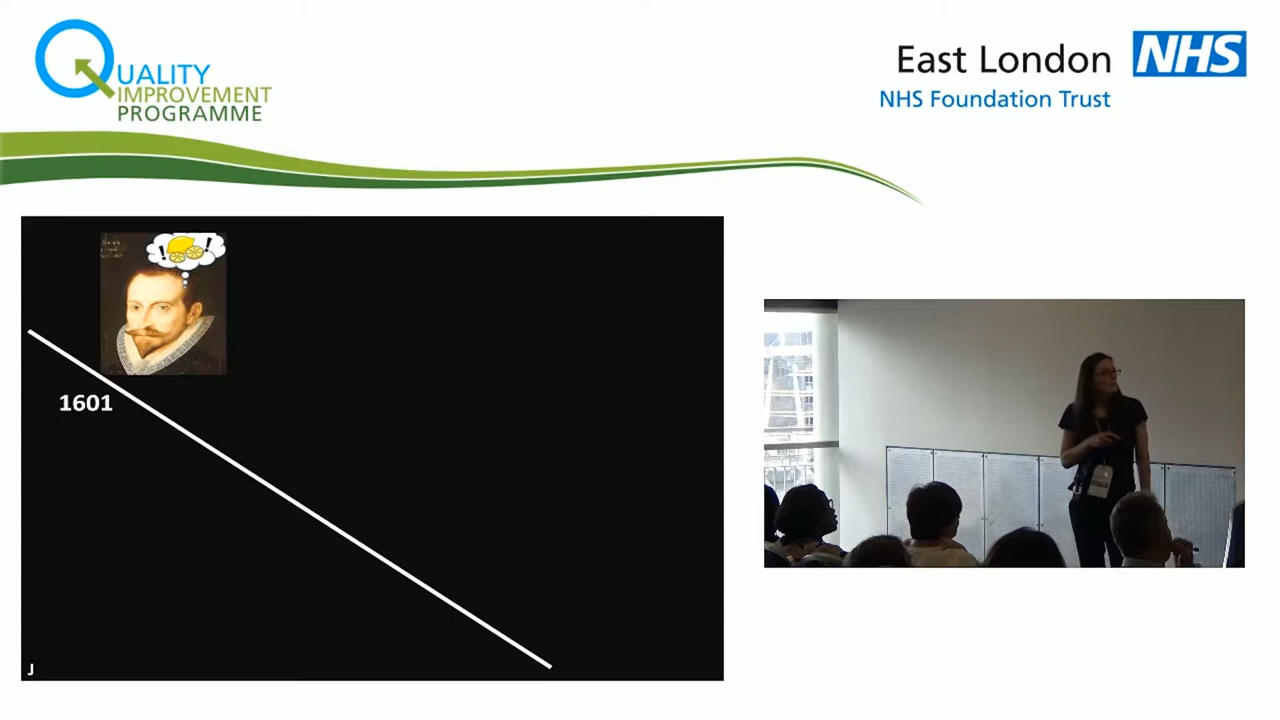 QUALITY
IMPROVEMENT
PROGRAMME
East London NHS
NHS Foundation Trust
! !
1601
J